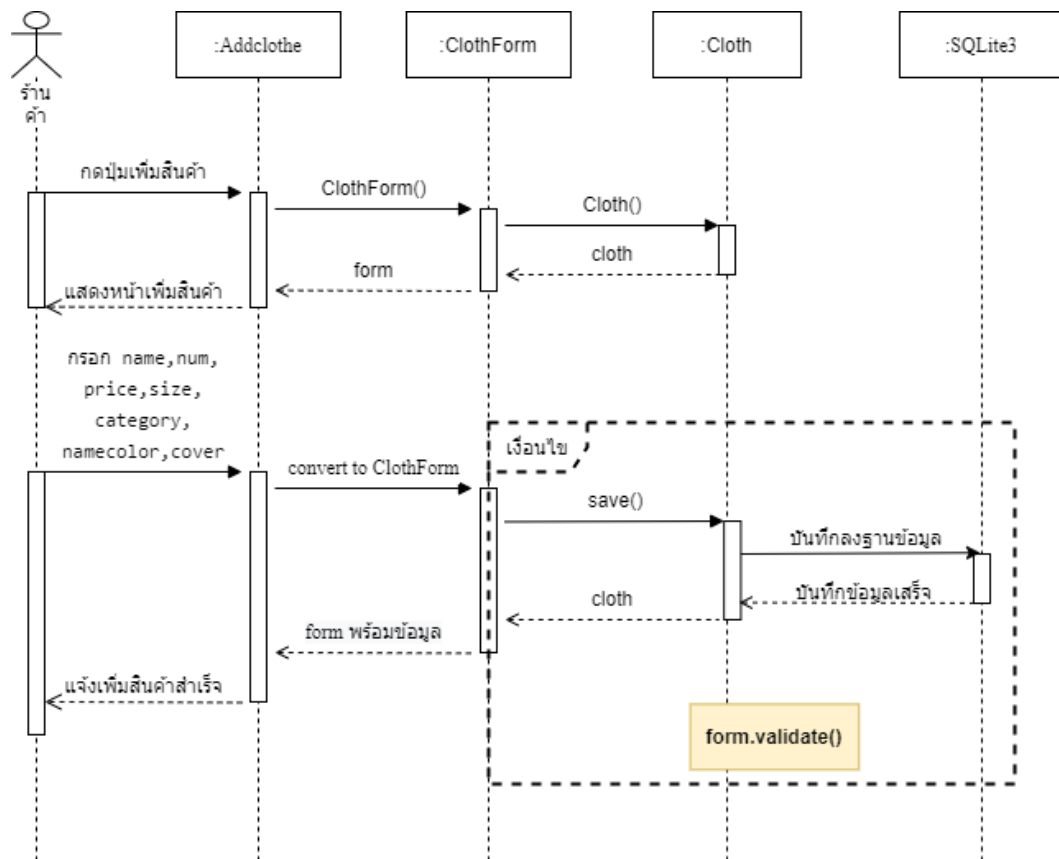 :Addclothe
:ClothForm
:Cloth
:SQLite3
ร้าน
ค้า
กดปุ่มเพิ่มสินค้า
ClothForm()
Cloth()
cloth
form
แสดงหน้าเพิ่มสินค้า
กรอก name,num,
price,size,
category,
namecolor,cover
เงื่อนไข
convert to ClothForm
save()
บันทึกลงฐานข้อมูล
บันทึกข้อมูลเสร็จ
cloth
form พร้อมข้อมูล
แจ้งเพิ่มสินค้าสำเร็จ
form.validate()